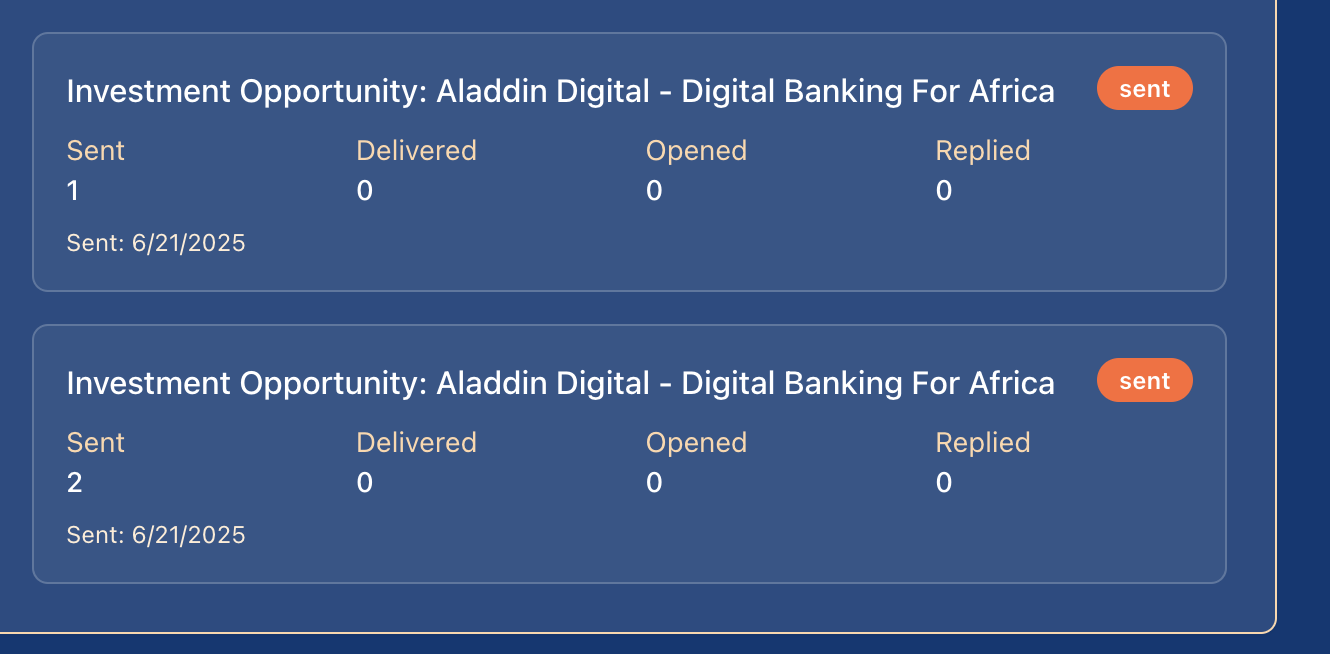 Investment Opportunity: Aladdin Digital - Digital Banking For Africa sent
Sent Delivered Opened Replied
1 0 0 0
Sent: 6/21/2025
Investment Opportunity: Aladdin Digital - Digital Banking For Africa sent
Sent Delivered Opened Replied
2 0 0 0
Sent: 6/21/2025